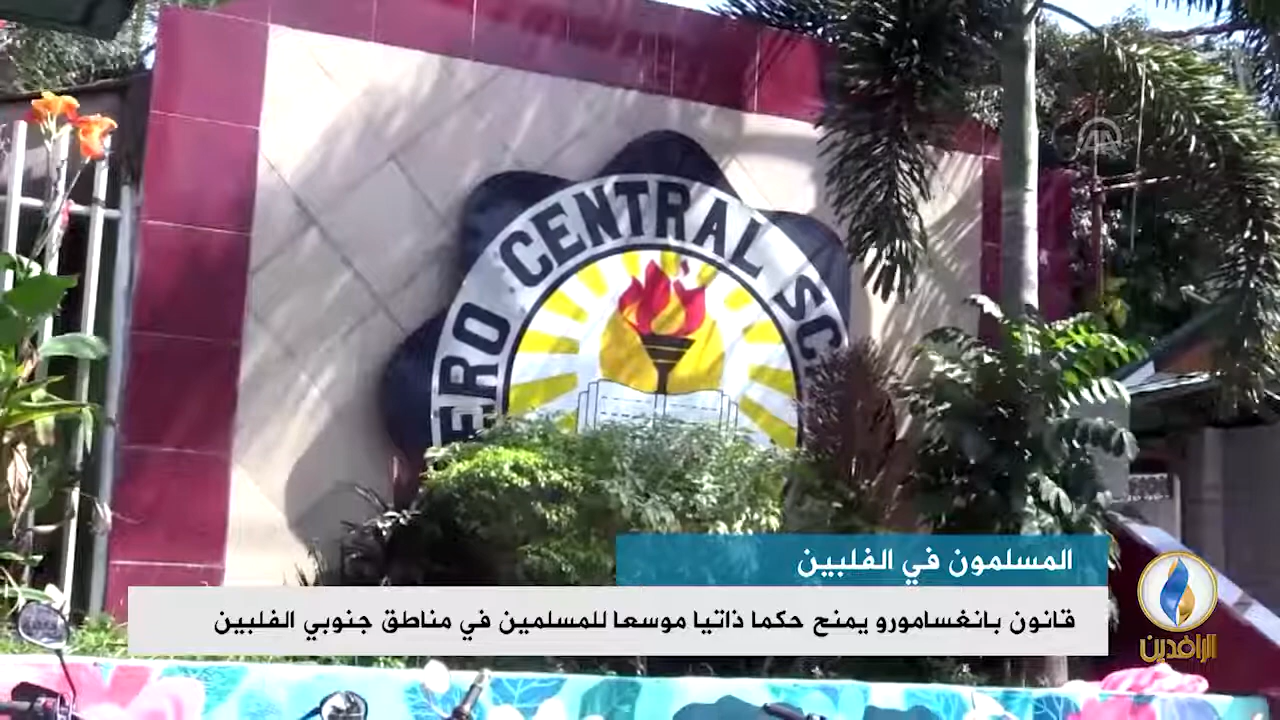 ERO CENTRAL SC
المسلمون في الفلبين
قانون بانغسامورو يمنح حكما ذاتيا موسعا للمسلمين في مناطق جنوبي الفلبين
الرافدين